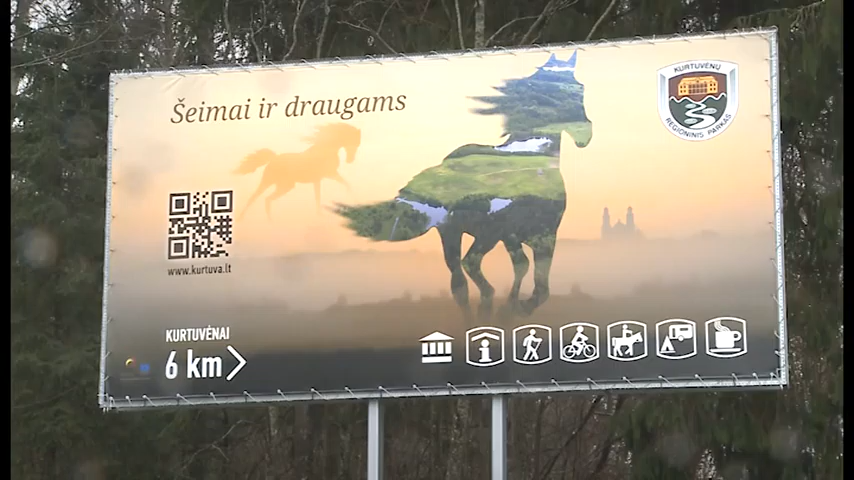 Šeimai ir draugams
KURTUVĖNŲ
REGIONINIS PARKAS
www.kurtuva.lt
KURTUVĖNAI
6 km